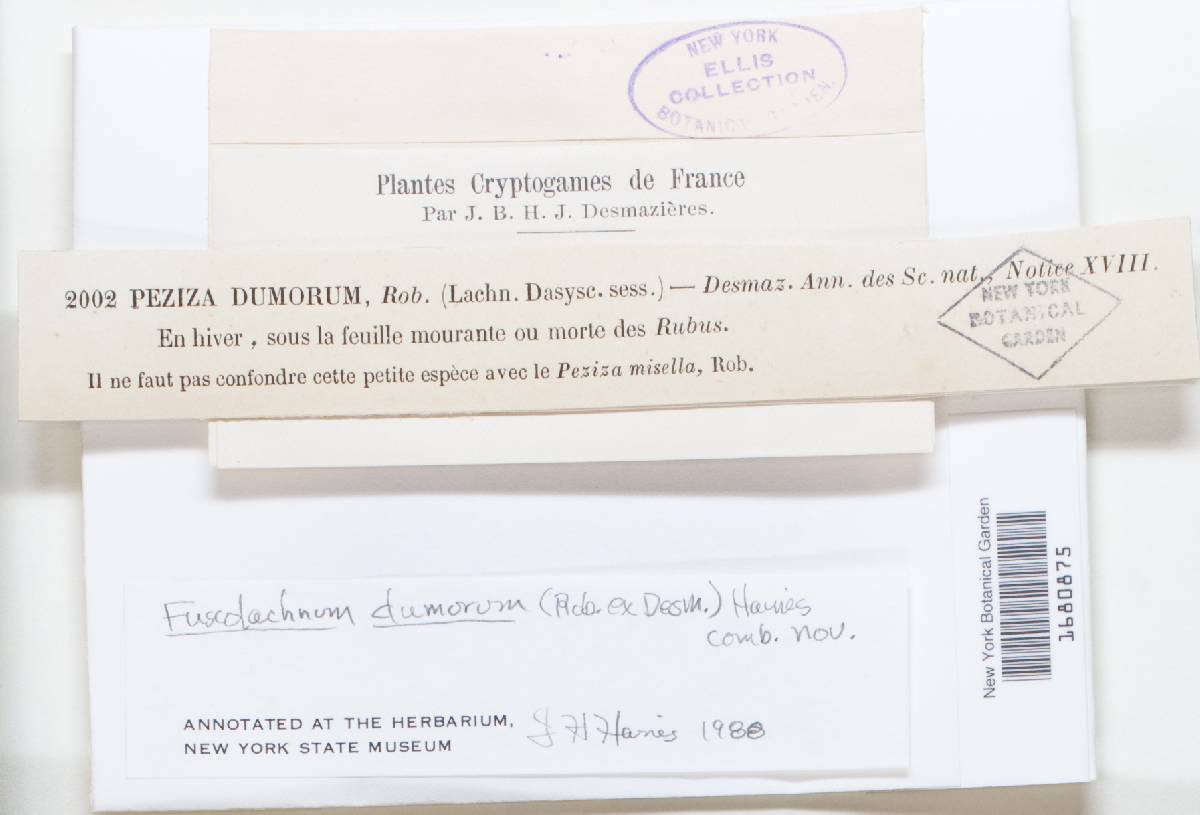 NEW YORK
ELLIS
COLLECTION
Plantes Cryptogames de France
Par J. B. H. J. Desmazières.
2002 PEZIZA DUMORUM, Rob. (Lachn. Dasysc. sess.) — Desmaz. Ann. des Sc. nat., Notice XVIII.
En hiver, sous la feuille mourante ou morte des Rubus.
Il ne faut pas confondre cette petite espèce avec le Peziza misella, Rob.
NEW YORK
BOTANICAL
GARDEN
Fuscolachnum dumorum (Rob. ex Desm.) Haines
comb. nov.
ANNOTATED AT THE HERBARIUM,
NEW YORK STATE MUSEUM
J H Haines 1988
New York Botanical Garden
1680875